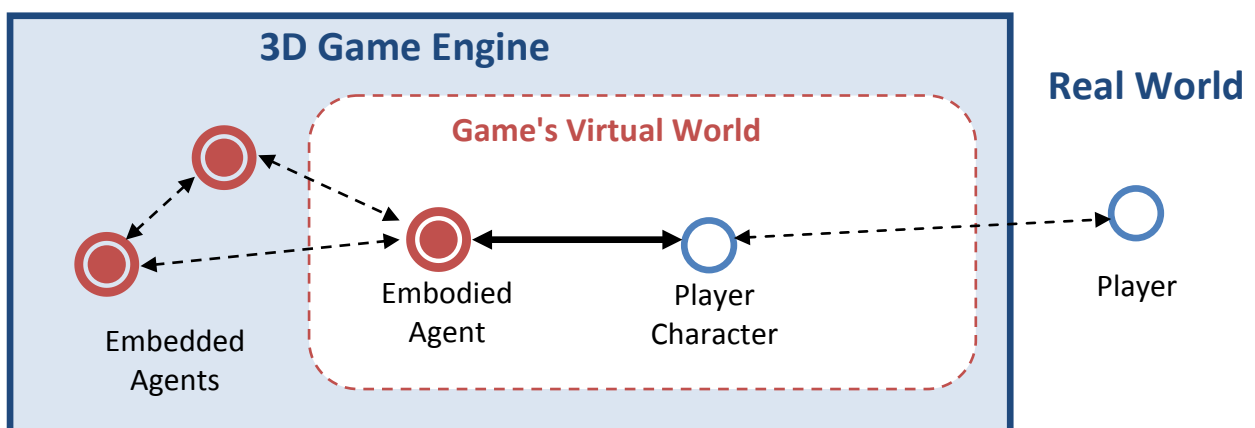 3D Game Engine
Real World
Game's Virtual World
Embodied
Agent
Player
Character
Player
Embedded
Agents